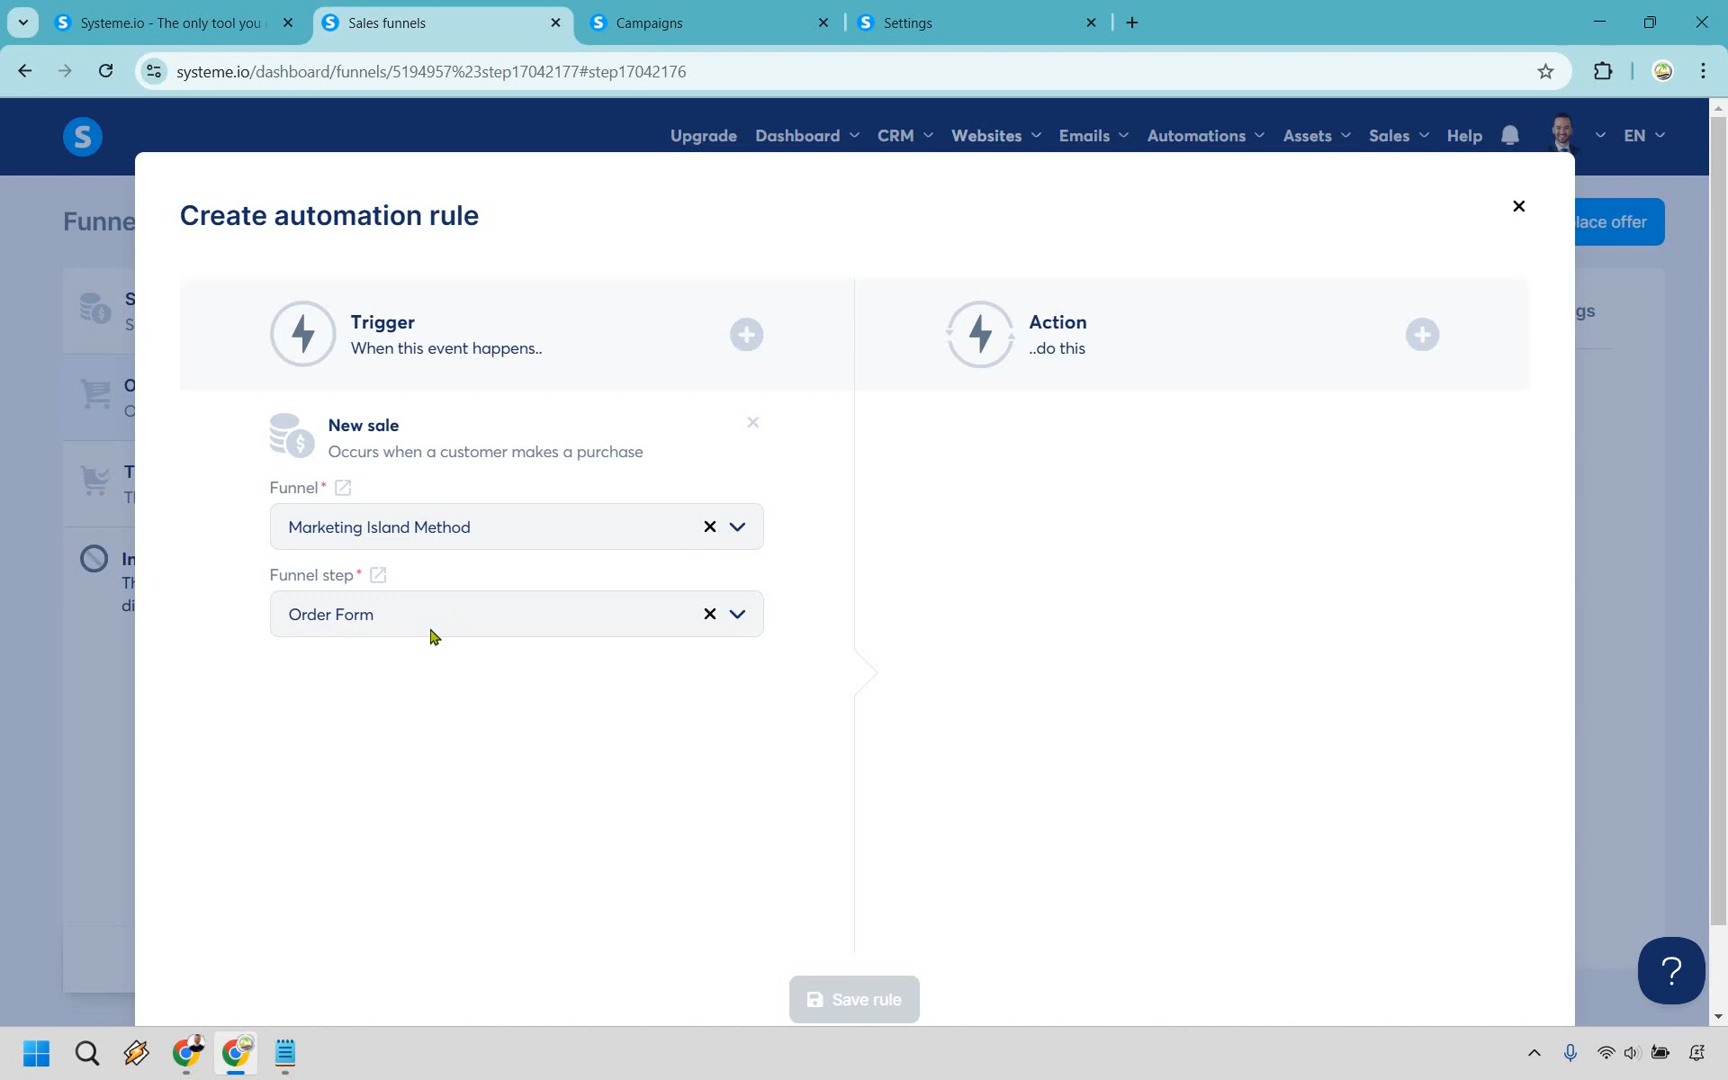 Systeme.io - The only tool you
Sales funnels
Campaigns
Settings
systeme.io/dashboard/funnels/5194957%23step17042177#step17042176
S
Upgrade
Dashboard
CRM
Websites
Emails
Automations
Assets
Sales
Help
EN
Funne
Create automation rule
lace offer
Trigger
When this event happens..
Action
..do this
gs
New sale
Occurs when a customer makes a purchase
Funnel*
Marketing Island Method
Funnel step*
Order Form
Save rule
?